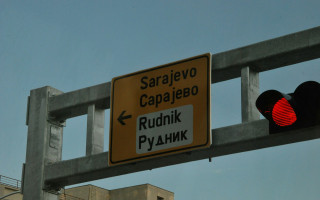 Sarajevo
Сарајево
Rudnik
Рудник